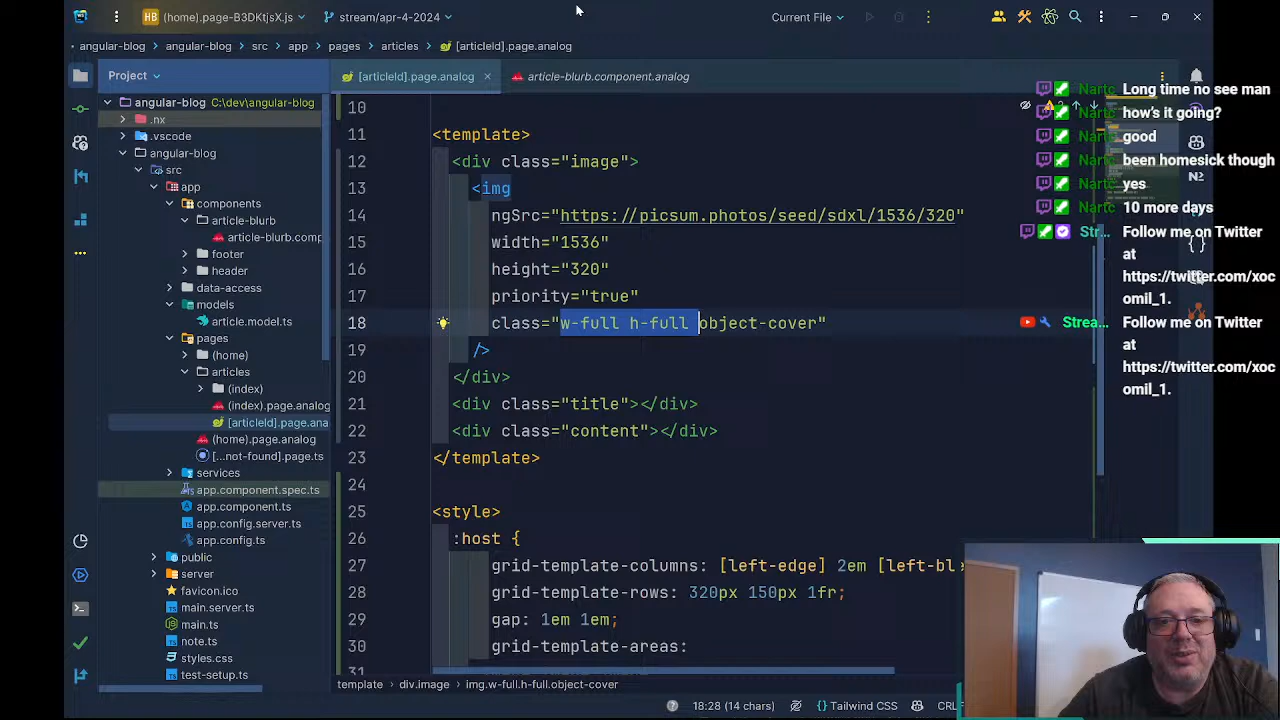 HB (home).page-B3DKtjsX.js
stream/apr-4-2024
Current File
angular-blog
angular-blog
src
app
pages
articles
[articleId].page.analog
Project
[articleId].page.analog
article-blurb.component.analog
angular-blog C:\dev\angular-blog
.nx
.vscode
angular-blog
src
app
components
article-blurb
article-blurb.comp
footer
header
data-access
models
article.model.ts
pages
(home)
articles
(index)
(index).page.analog
[articleId].page.ana
(home).page.analog
[...not-found].page.ts
services
app.component.spec.ts
app.component.ts
app.config.server.ts
app.config.ts
public
server
favicon.ico
main.server.ts
main.ts
note.ts
styles.css
test-setup.ts
10
11 <template>
12 <div class="image">
13 <img
14 ngSrc="https://picsum.photos/seed/sdxl/1536/320"
15 width="1536"
16 height="320"
17 priority="true"
18 class="w-full h-full object-cover"
19 />
20 </div>
21 <div class="title"></div>
22 <div class="content"></div>
23 </template>
24
25 <style>
26 :host {
27 grid-template-columns: [left-edge] 2em [left-bl
28 grid-template-rows: 320px 150px 1fr;
29 gap: 1em 1em;
30 grid-template-areas:
31
Nartc Long time no see man
Nartc how's it going?
Nartc good
Nartc been homesick though
Nartc yes
Nartc 10 more days
Str... Follow me on Twitter
at
https://twitter.com/xoc
omil_1.
Strea... Follow me on Twitter
at
https://twitter.com/xoc
omil_1.
template
div.image
img.w-full.h-full.object-cover
18:28 (14 chars)
Tailwind CSS
CRL